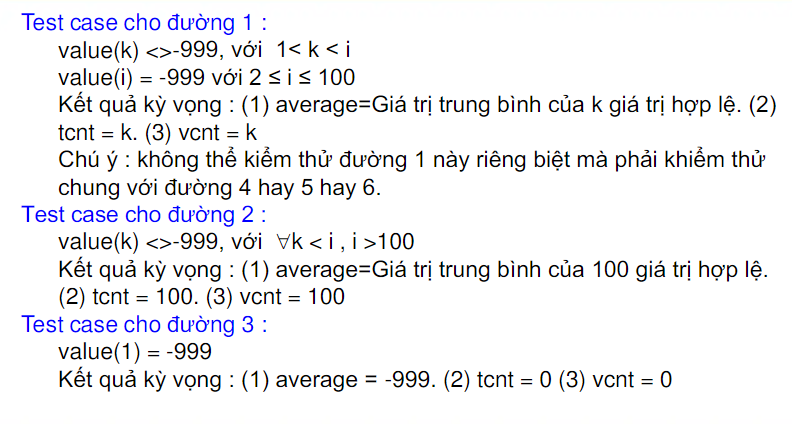 Test case cho đường 1 :
value(k) <>-999, với 1< k < i
value(i) = -999 với 2 ≤ i ≤ 100
Kết quả kỳ vọng : (1) average=Giá trị trung bình của k giá trị hợp lệ. (2)
tcnt = k. (3) vcnt = k
Chú ý : không thể kiểm thử đường 1 này riêng biệt mà phải khiểm thử
chung với đường 4 hay 5 hay 6.
Test case cho đường 2 :
value(k) <>-999, với ∀k < i , i >100
Kết quả kỳ vọng : (1) average=Giá trị trung bình của 100 giá trị hợp lệ.
(2) tcnt = 100. (3) vcnt = 100
Test case cho đường 3 :
value(1) = -999
Kết quả kỳ vọng : (1) average = -999. (2) tcnt = 0 (3) vcnt = 0